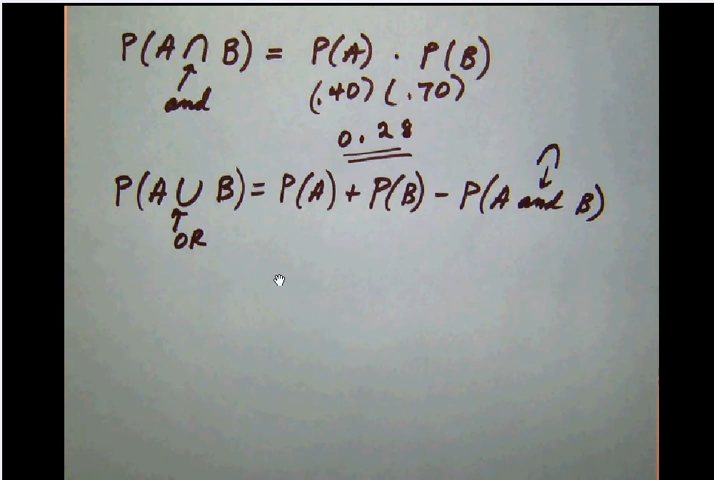 P(A ∩ B) = P(A) · P(B)
and (.40) (.70)
0.28
∩
P(A ∪ B) = P(A) + P(B) - P(A and B)
OR